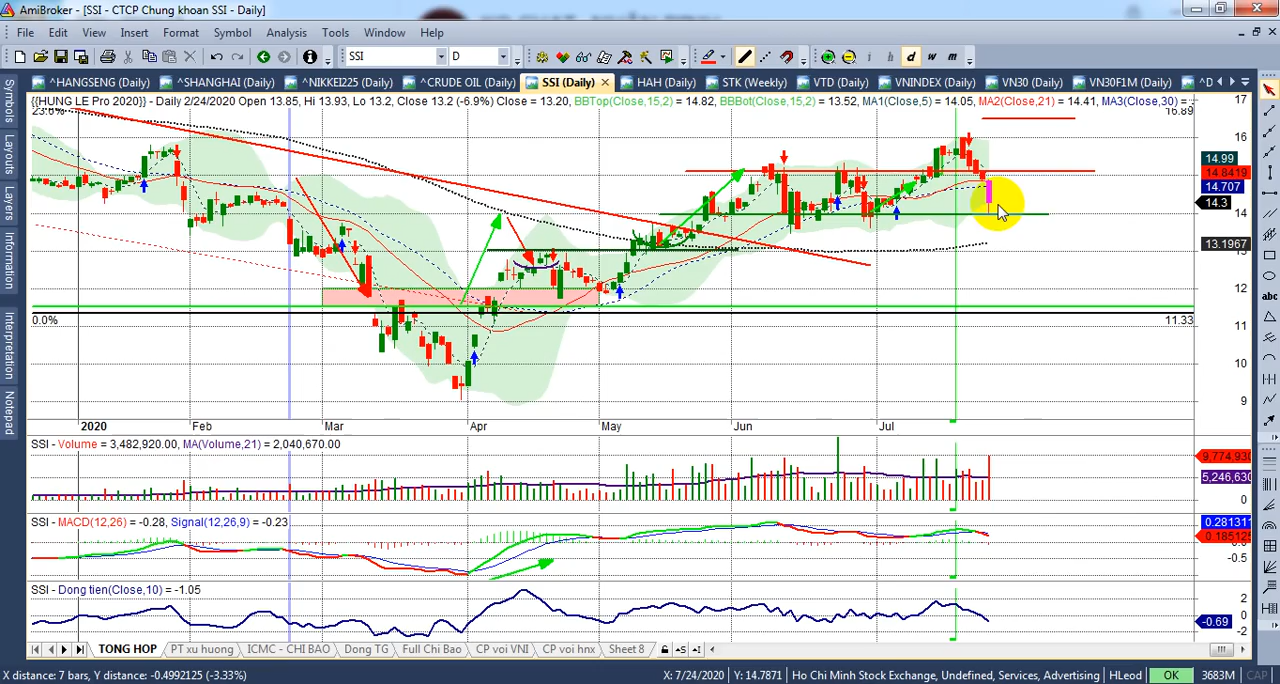 AmiBroker - [SSI - CTCP Chung khoan SSI - Daily]
File Edit View Insert Format Symbol Analysis Tools Window Help
SSI D d w m
^HANGSENG (Daily) ^SHANGHAI (Daily) ^NIKKEI225 (Daily) ^CRUDE OIL (Daily) SSI (Daily) HAH (Daily) STK (Weekly) VTD (Daily) VNINDEX (Daily) VN30 (Daily) VN30F1M (Daily) ^D
{{HUNG LE Pro 2020}} - Daily 2/24/2020 Open 13.85, Hi 13.93, Lo 13.2, Close 13.2 (-6.9%) Close = 13.20, BBTop(Close,15,2) = 14.82, BBBot(Close,15,2) = 13.52, MA1(Close,5) = 14.05, MA2(Close,21) = 14.41, MA3(Close,30) =
23.6%
16.89
17
16
14.99
14.8419
14.707
14.3
14
13.1967
12
0.0%
11.33
11
10
9
2020 Feb Mar Apr May Jun Jul
SSI - Volume = 3,482,920.00, MA(Volume,21) = 2,040,670.00
9,774,930
5,246,630
0
SSI - MACD(12,26) = -0.28, Signal(12,26,9) = -0.23
0.281311
0.185125
-0.5
SSI - Dong tien(Close,10) = -1.05
2
0
-0.69
-2
TONG HOP PT xu huong ICMC - CHI BAO Dong TG Full Chi Bao CP voi VNI CP voi hnx Sheet 8
X distance: 7 bars, Y distance: -0.4992125 (-3.33%) X: 7/24/2020 Y: 14.7871 Ho Chi Minh Stock Exchange, Undefined, Services, Advertising HLeod OK 3683M CAP
Symbols
Layouts
Layers
Information
Interpretation
Notepad
abc